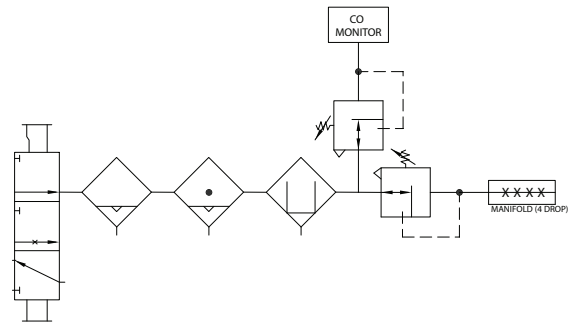 CO
MONITOR
X X X X
MANIFOLD (4 DROP)